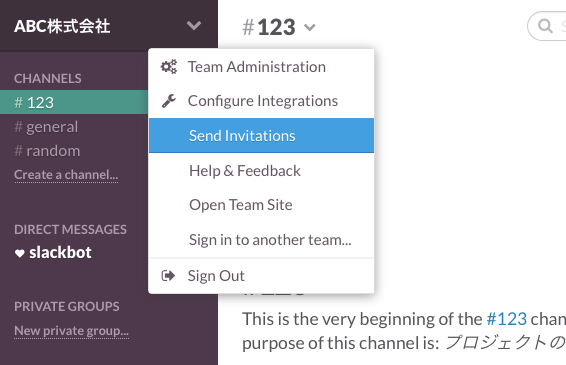 ABC株式会社
#123
CHANNELS
# 123
# general
# random
Create a channel...
DIRECT MESSAGES
slackbot
PRIVATE GROUPS
New private group...
Team Administration
Configure Integrations
Send Invitations
Help & Feedback
Open Team Site
Sign in to another team...
Sign Out
This is the very beginning of the #123 chan
purpose of this channel is: プロジェクトの